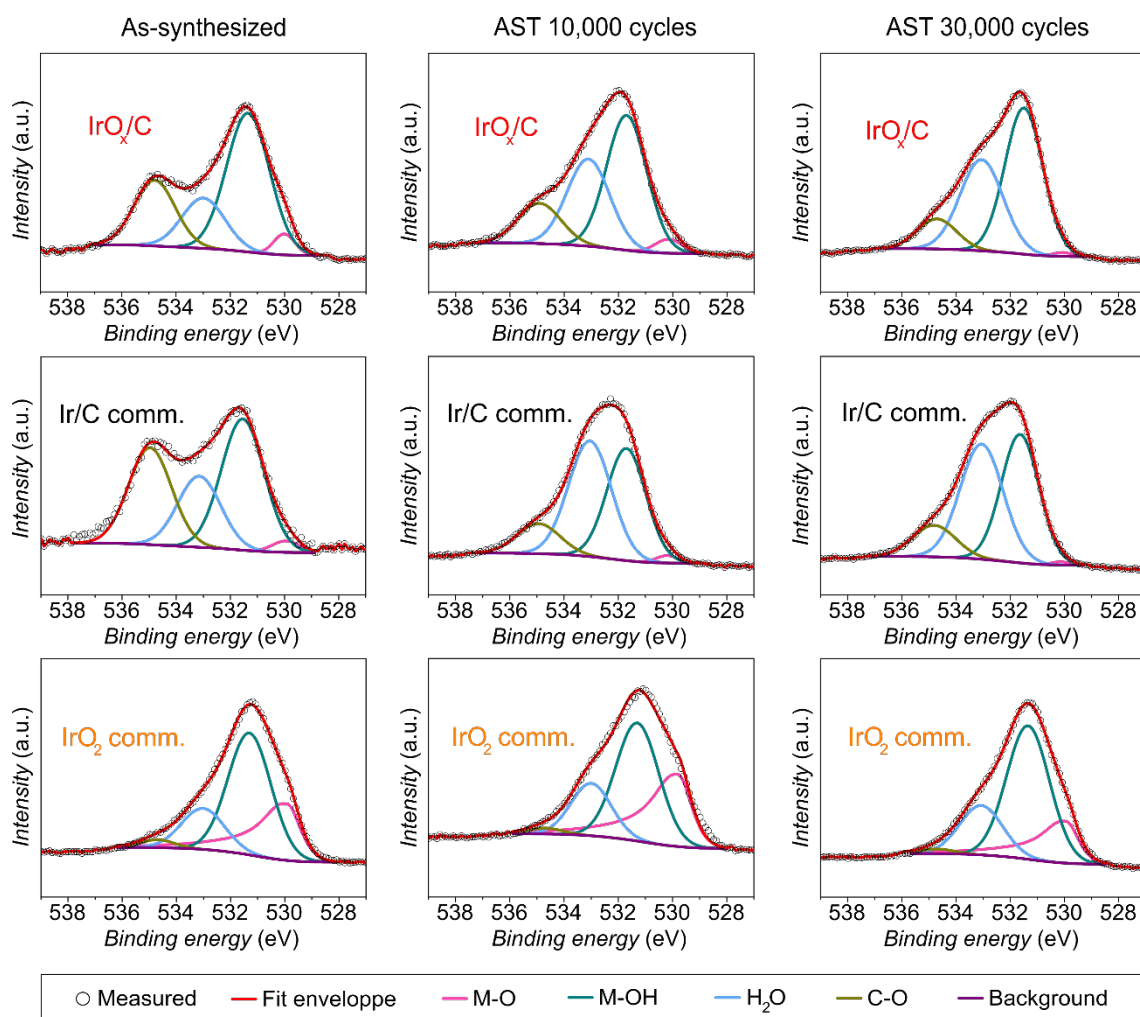 As-synthesized
AST 10,000 cycles
AST 30,000 cycles
Intensity (a.u.)
IrOx/C
538 536 534 532 530 528
Binding energy (eV)
Intensity (a.u.)
IrOx/C
538 536 534 532 530 528
Binding energy (eV)
Intensity (a.u.)
IrOx/C
538 536 534 532 530 528
Binding energy (eV)
Intensity (a.u.)
Ir/C comm.
538 536 534 532 530 528
Binding energy (eV)
Intensity (a.u.)
Ir/C comm.
538 536 534 532 530 528
Binding energy (eV)
Intensity (a.u.)
Ir/C comm.
538 536 534 532 530 528
Binding energy (eV)
Intensity (a.u.)
IrO2 comm.
538 536 534 532 530 528
Binding energy (eV)
Intensity (a.u.)
IrO2 comm.
538 536 534 532 530 528
Binding energy (eV)
Intensity (a.u.)
IrO2 comm.
538 536 534 532 530 528
Binding energy (eV)
Measured Fit enveloppe M-O M-OH H2O C-O Background